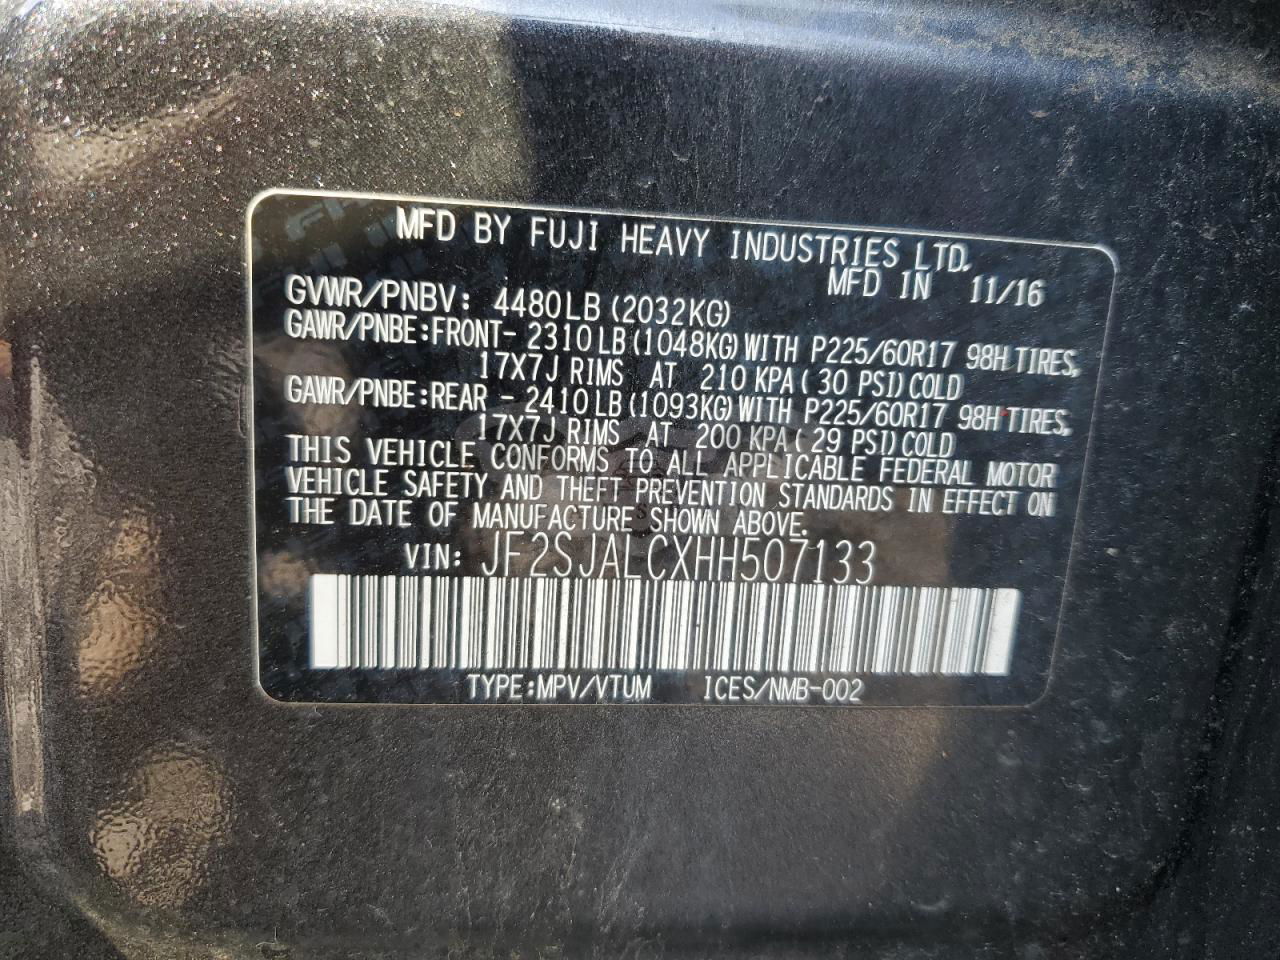 MFD BY FUJI HEAVY INDUSTRIES LTD.
MFD IN 11/16
GVWR/PNBV: 4480LB (2032KG)
GAWR/PNBE:FRONT- 2310LB (1048KG) WITH P225/60R17 98H TIRES,
17X7J RIMS AT 210 KPA (30 PSI) COLD
GAWR/PNBE:REAR - 2410LB (1093KG) WITH P225/60R17 98H TIRES,
17X7J RIMS AT 200 KPA (29 PSI) COLD
THIS VEHICLE CONFORMS TO ALL APPLICABLE FEDERAL MOTOR
VEHICLE SAFETY AND THEFT PREVENTION STANDARDS IN EFFECT ON
THE DATE OF MANUFACTURE SHOWN ABOVE.
VIN: JF2SJALCXHH507133
TYPE:MPV/VTUM ICES/NMB-002